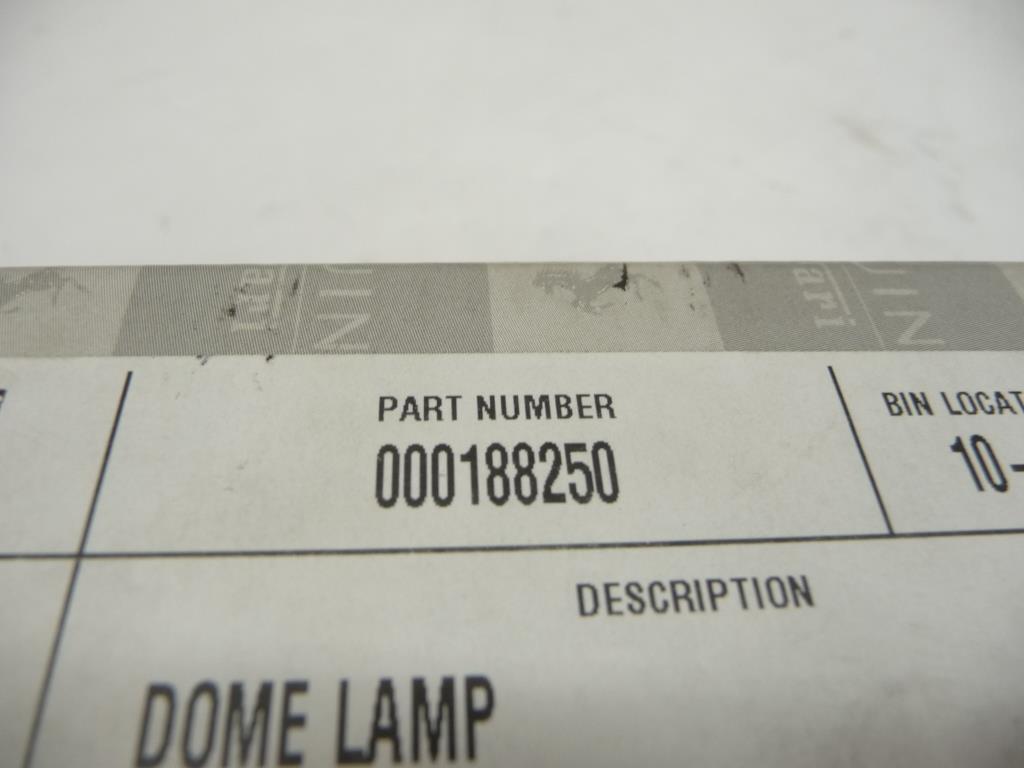 PART NUMBER
000188250
BIN LOCAT
10-
DESCRIPTION
DOME LAMP